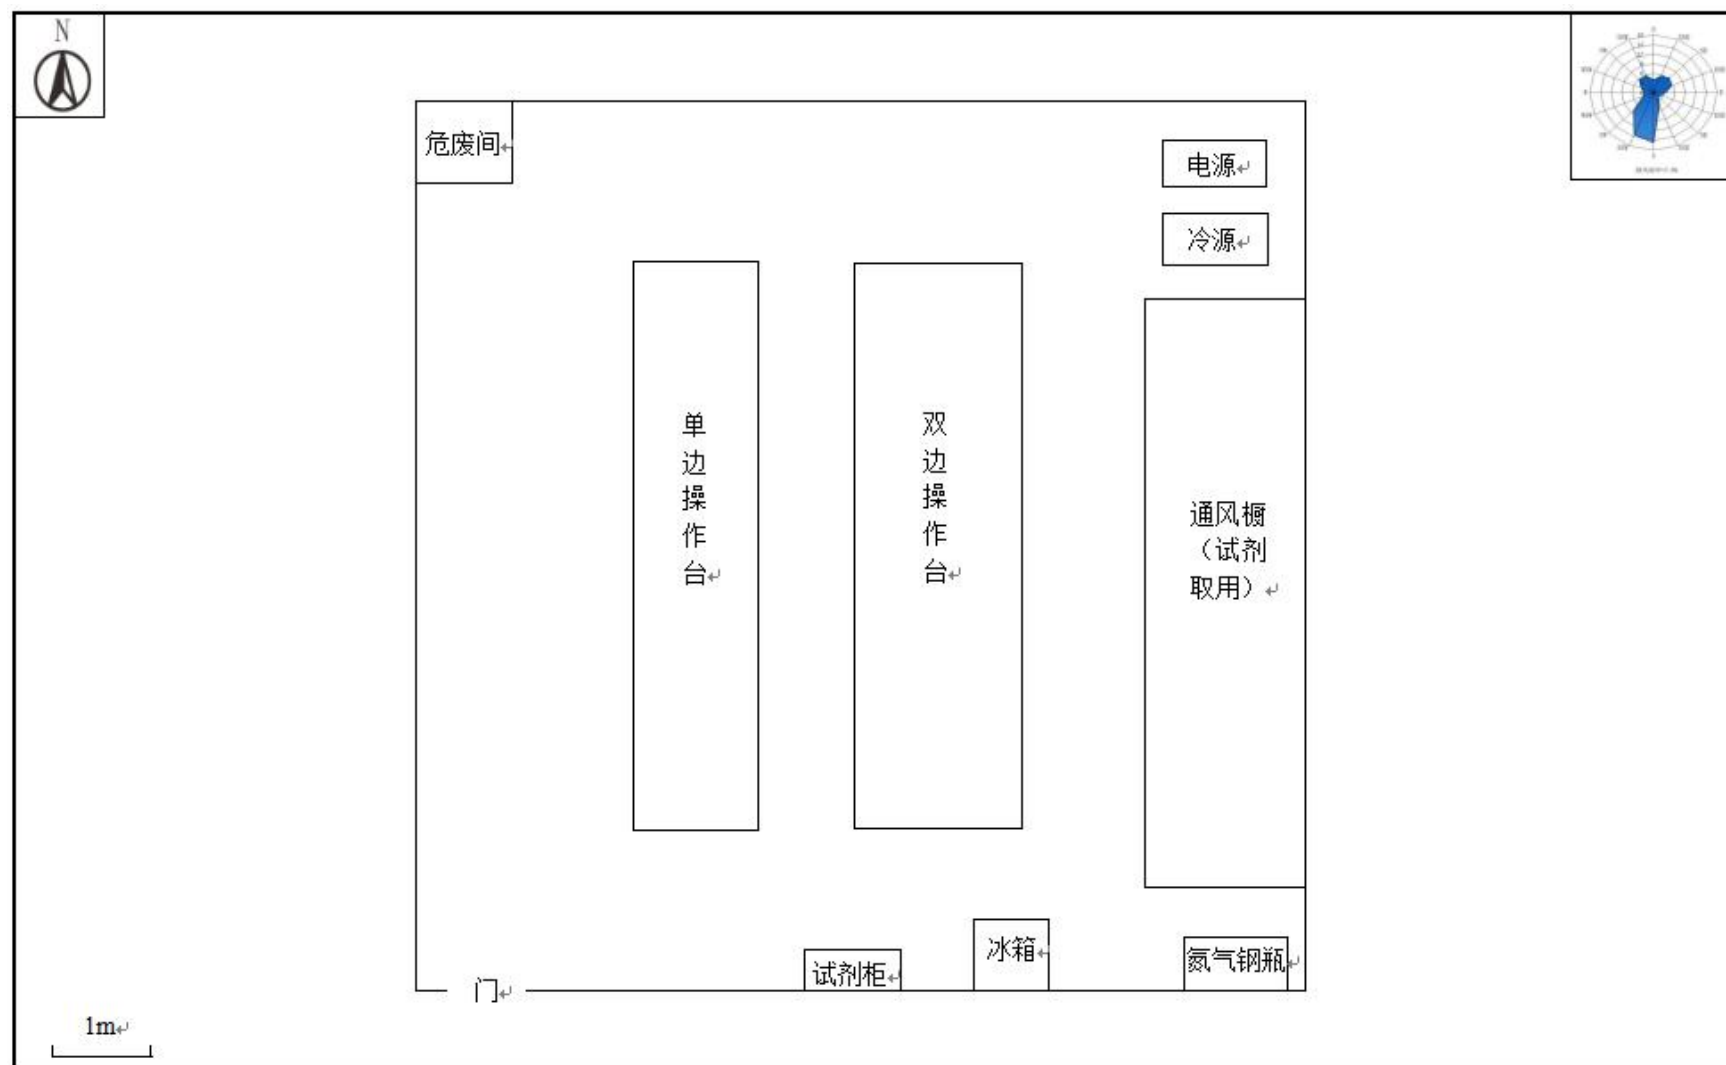 N
危废间
电源
冷源
单
边
操
作
台
双
边
操
作
台
通风橱
（试剂
取用）
冰箱
氮气钢瓶
试剂柜
门
1m